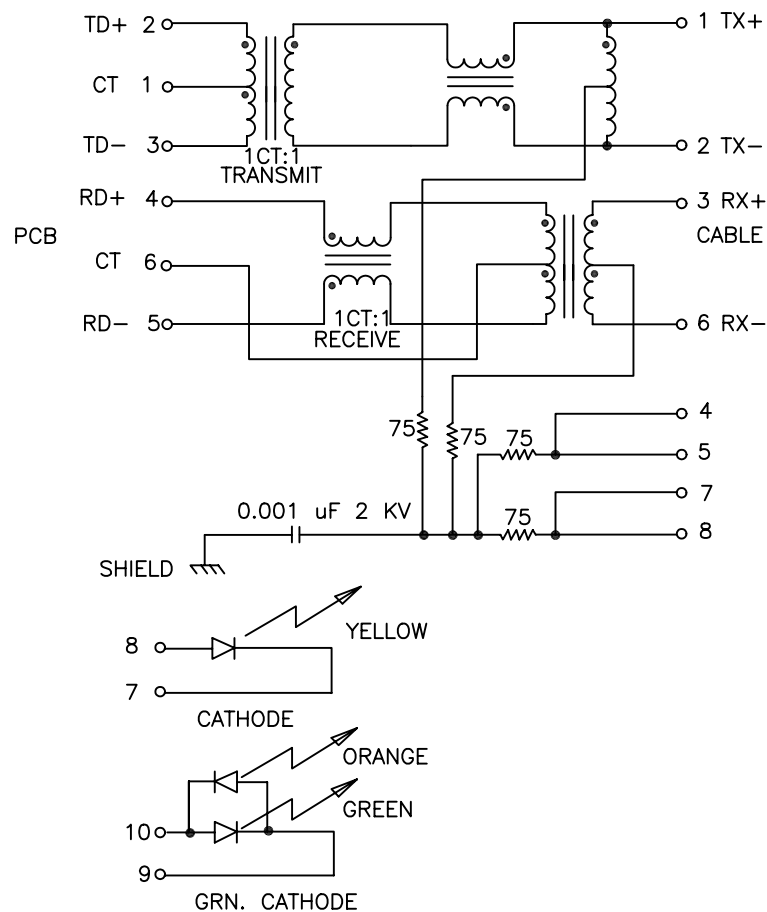 TD+ 2
1 TX+
CT 1
TD- 3
2 TX-
1CT:1
TRANSMIT
RD+ 4
3 RX+
PCB
CABLE
CT 6
RD- 5
1CT:1
6 RX-
RECEIVE
4
75
75
75
5
7
0.001 uF 2 KV
75
8
SHIELD
YELLOW
8
7
CATHODE
ORANGE
GREEN
10
9
GRN. CATHODE